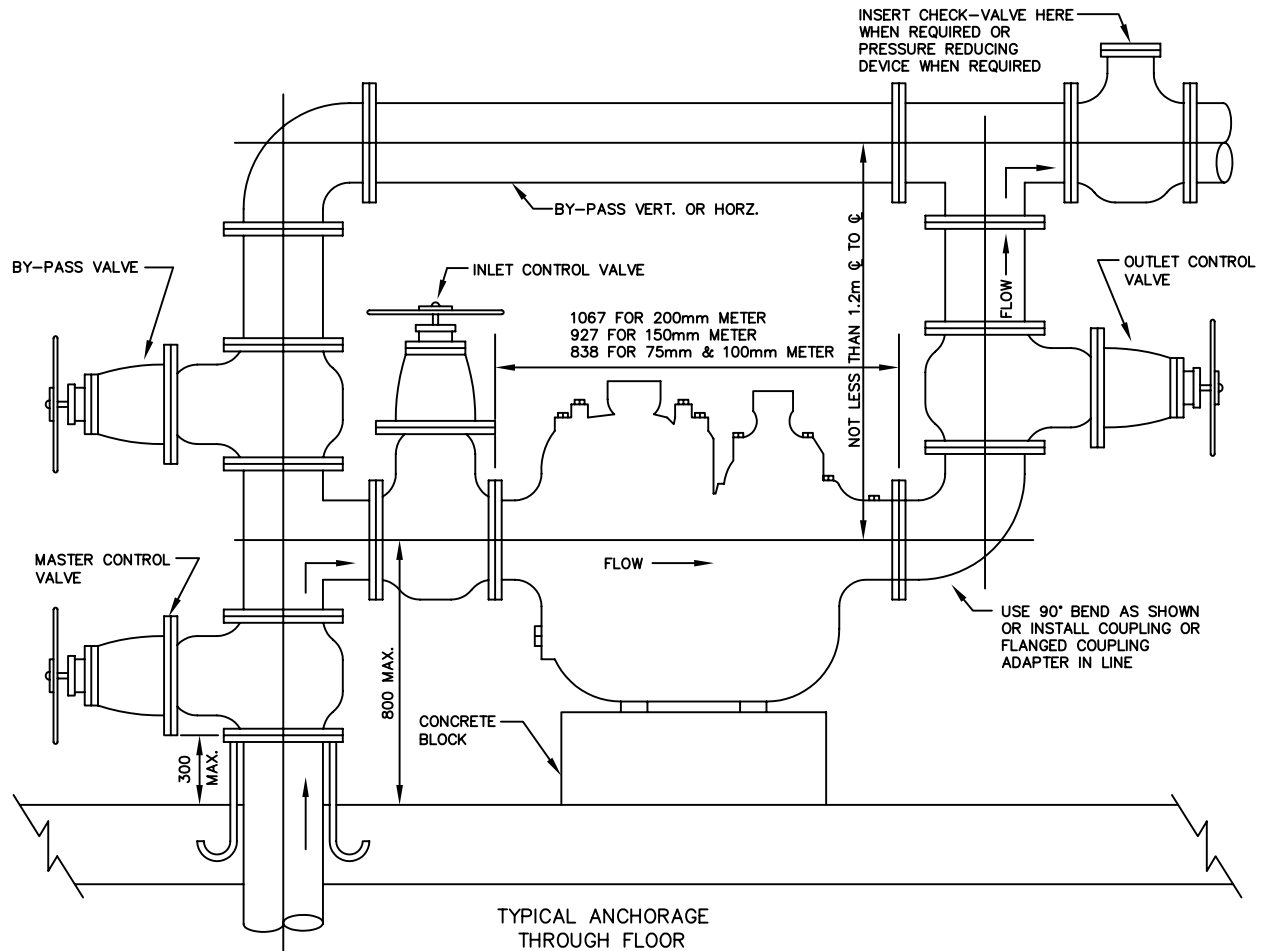 INSERT CHECK-VALVE HERE
WHEN REQUIRED OR
PRESSURE REDUCING
DEVICE WHEN REQUIRED
BY-PASS VERT. OR HORZ.
BY-PASS VALVE
INLET CONTROL VALVE
OUTLET CONTROL
VALVE
1067 FOR 200mm METER
927 FOR 150mm METER
838 FOR 75mm & 100mm METER
NOT LESS THAN 1.2m ℄ TO ℄
FLOW
MASTER CONTROL
VALVE
FLOW
USE 90° BEND AS SHOWN
OR INSTALL COUPLING OR
FLANGED COUPLING
ADAPTER IN LINE
800 MAX.
300
MAX.
CONCRETE
BLOCK
TYPICAL ANCHORAGE
THROUGH FLOOR